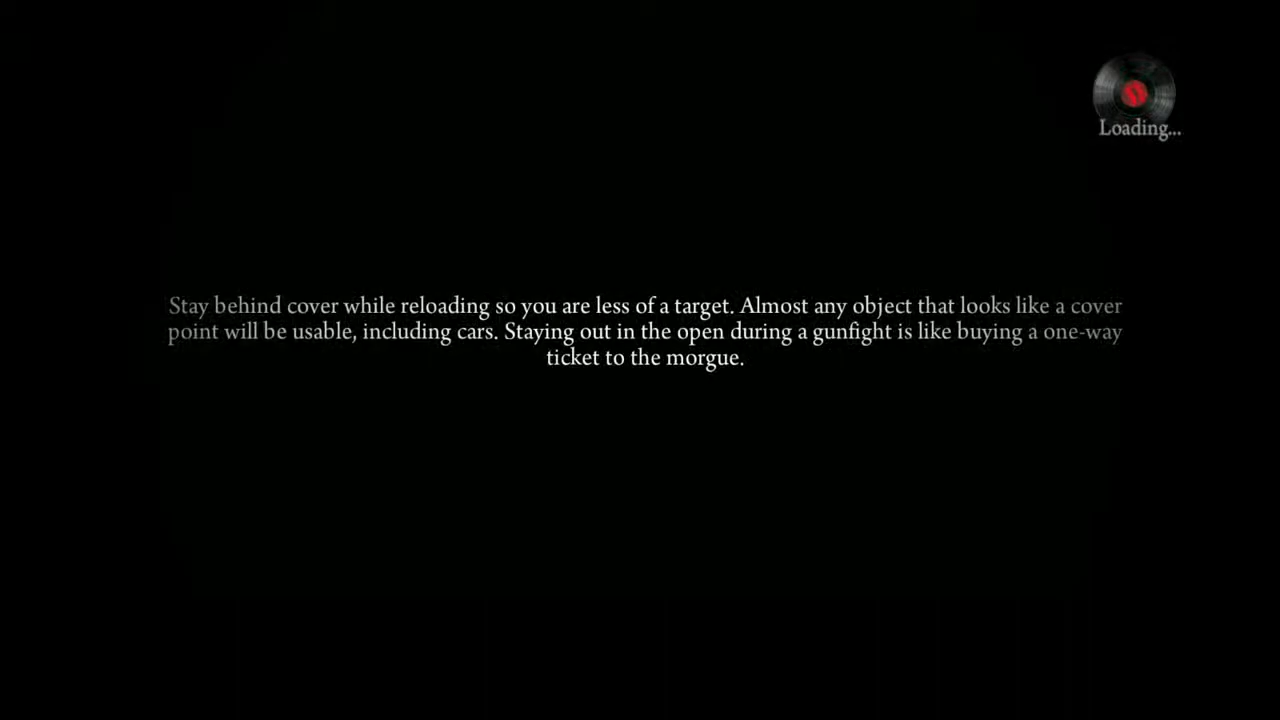 Loading...
Stay behind cover while reloading so you are less of a target. Almost any object that looks like a cover
point will be usable, including cars. Staying out in the open during a gunfight is like buying a one-way
ticket to the morgue.